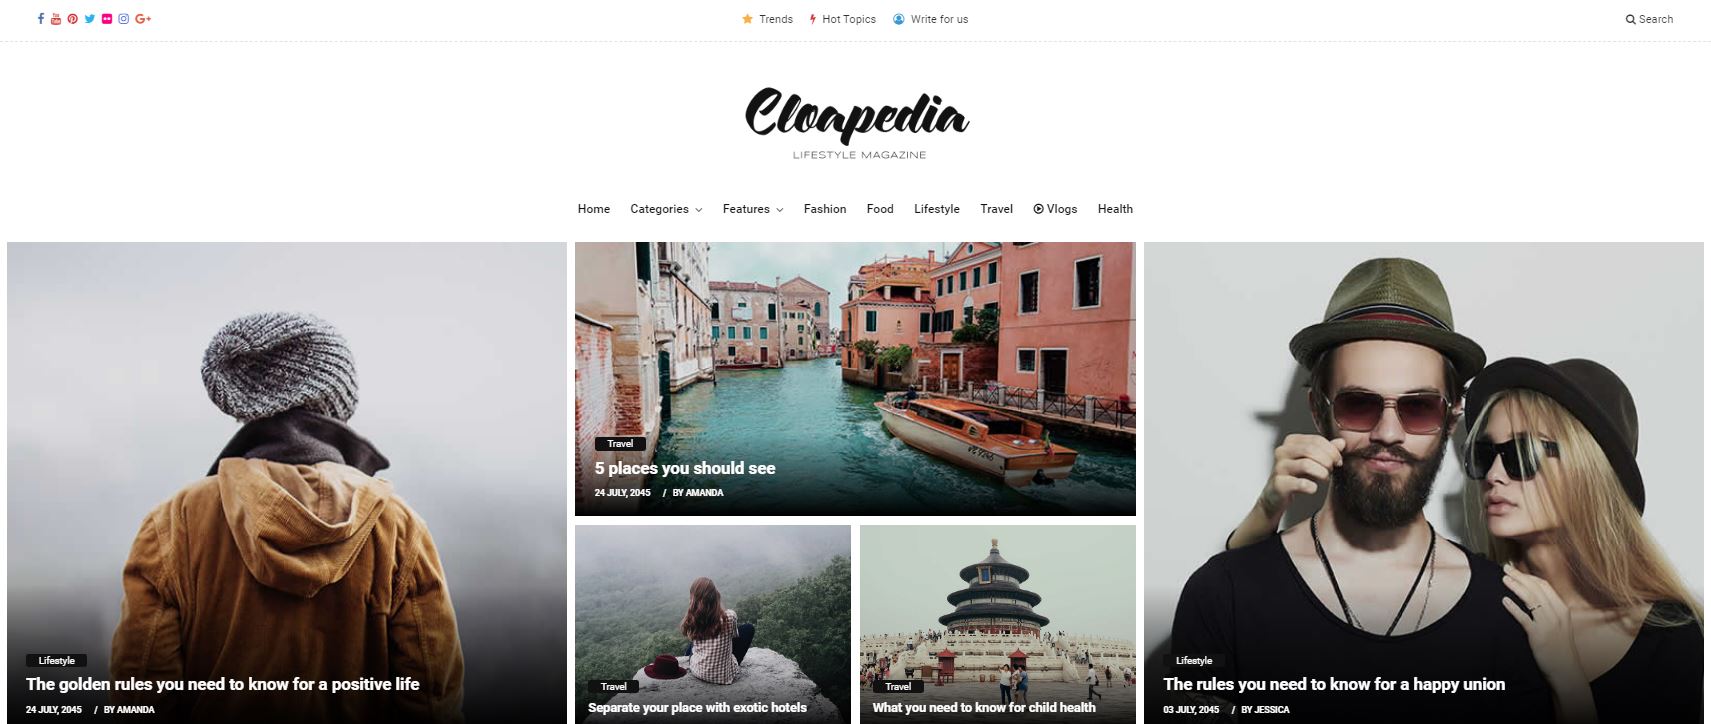 Trends Hot Topics Write for us Search
Cloapedia
LIFESTYLE MAGAZINE
Home Categories Features Fashion Food Lifestyle Travel Vlogs Health
Lifestyle
The golden rules you need to know for a positive life
24 JULY, 2045 / BY AMANDA
Travel
5 places you should see
24 JULY, 2045 / BY AMANDA
Travel
Separate your place with exotic hotels
Travel
What you need to know for child health
Lifestyle
The rules you need to know for a happy union
03 JULY, 2045 / BY JESSICA